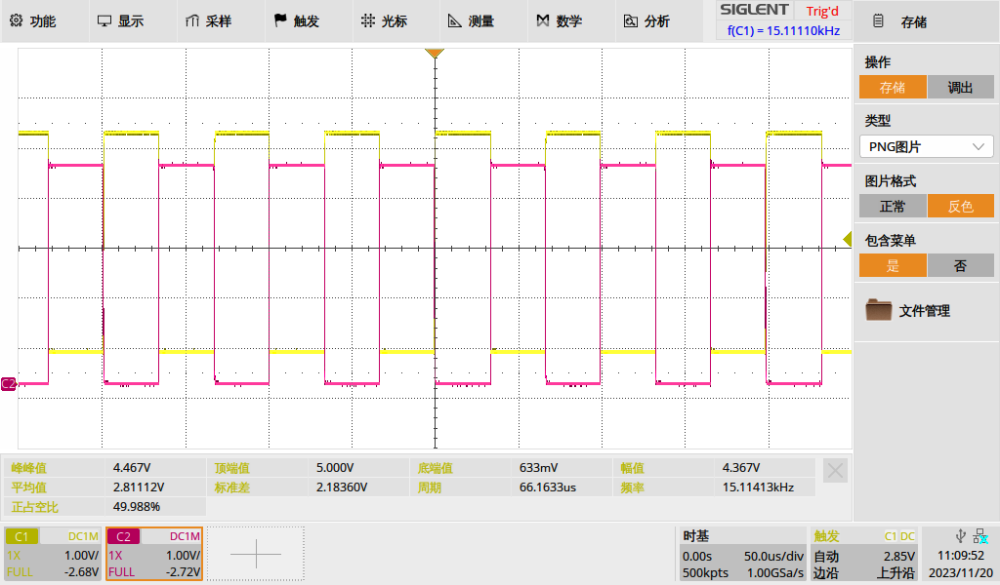 功能 显示 采样 触发 光标 测量 数学 分析 SIGLENT Trig'd 存储
f(C1) = 15.11110kHz
操作
存储 调出
类型
PNG图片
图片格式
正常 反色
包含菜单
是 否
文件管理
C2
峰峰值 4.467V 顶端值 5.000V 底端值 633mV 幅值 4.367V
平均值 2.81112V 标准差 2.18360V 周期 66.1633us 频率 15.11413kHz
正占空比 49.988%
C1 DC1M C2 DC1M 时基 触发 C1 DC
1X 1.00V/ 1X 1.00V/ 0.00s 50.0us/div 自动 2.85V 11:09:52
FULL -2.68V FULL -2.72V 500kpts 1.00GSa/s 边沿 上升沿 2023/11/20